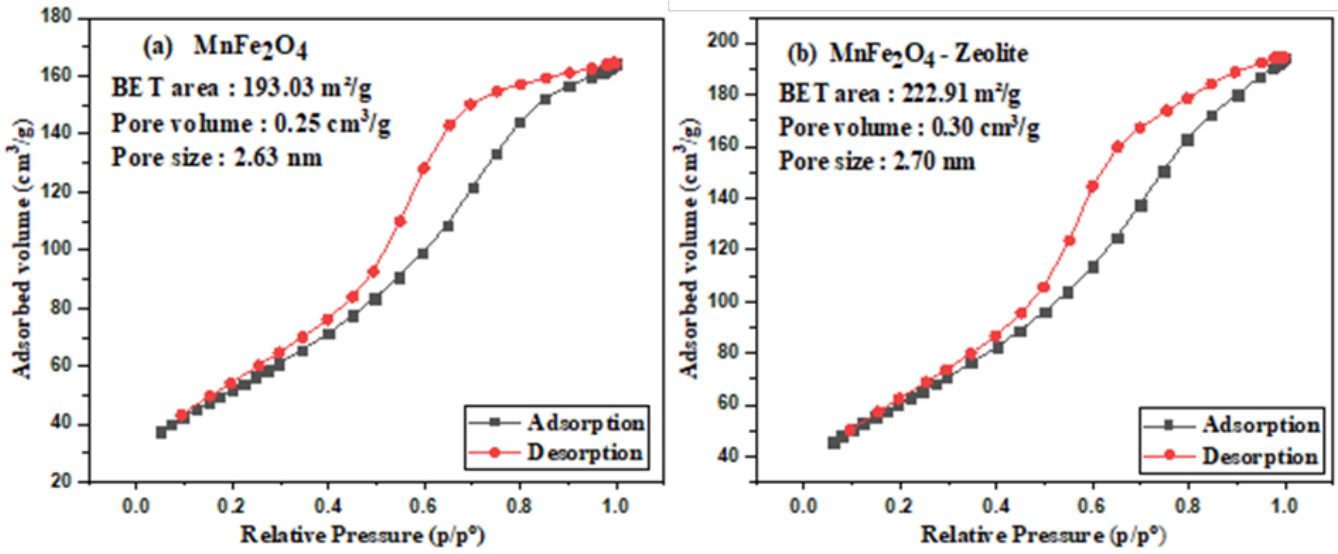 (a) MnFe₂O₄
BET area : 193.03 m²/g
Pore volume : 0.25 cm³/g
Pore size : 2.63 nm
Adsorbed volume (cm³/g)
180
160
140
120
100
80
60
40
20
0.0 0.2 0.4 0.6 0.8 1.0
Relative Pressure (p/p°)
Adsorption
Desorption
(b) MnFe₂O₄ - Zeolite
BET area : 222.91 m²/g
Pore volume : 0.30 cm³/g
Pore size : 2.70 nm
Adsorbed volume (cm³/g)
200
180
160
140
120
100
80
60
40
0.0 0.2 0.4 0.6 0.8 1.0
Relative Pressure (p/p°)
Adsorption
Desorption